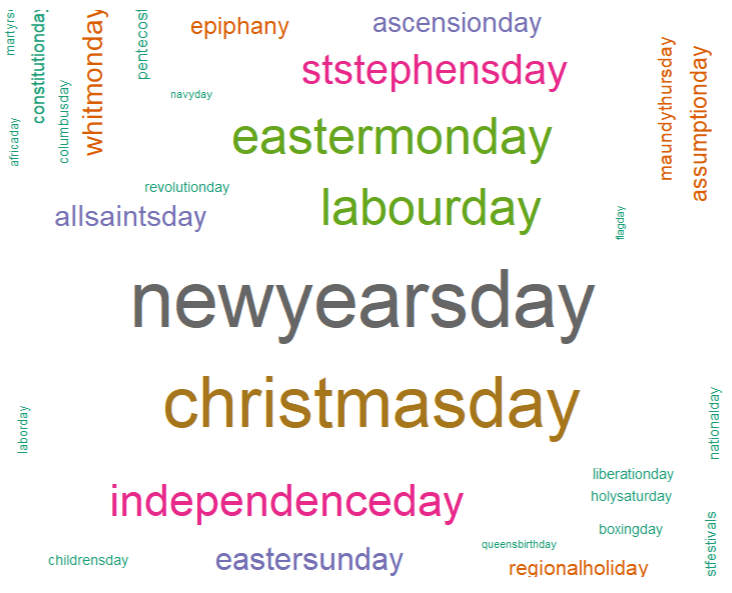 martyrs
constitutionday
whitmonday
pentecost
epiphany
ascensionday
ststephensday
maundythursday
assumptionday
columbusday
navyday
africaday
eastermonday
revolutionday
labourday
allsaintsday
flagday
newyearsday
christmasday
laborday
nationalday
independenceday
liberationday
holysaturday
boxingday
stfestivals
queensbirthday
childrensday
eastersunday
regionalholiday